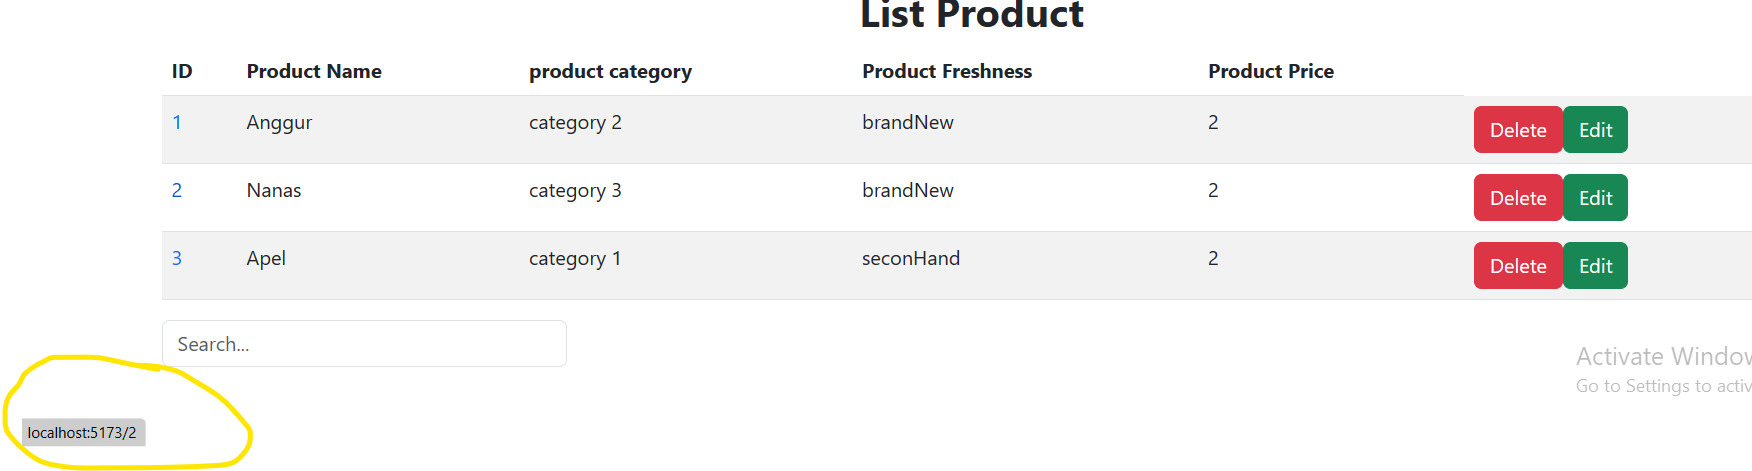 List Product
ID Product Name product category Product Freshness Product Price
1 Anggur category 2 brandNew 2 Delete Edit
2 Nanas category 3 brandNew 2 Delete Edit
3 Apel category 1 seconHand 2 Delete Edit
Search...
Activate Window
Go to Settings to activ
localhost:5173/2